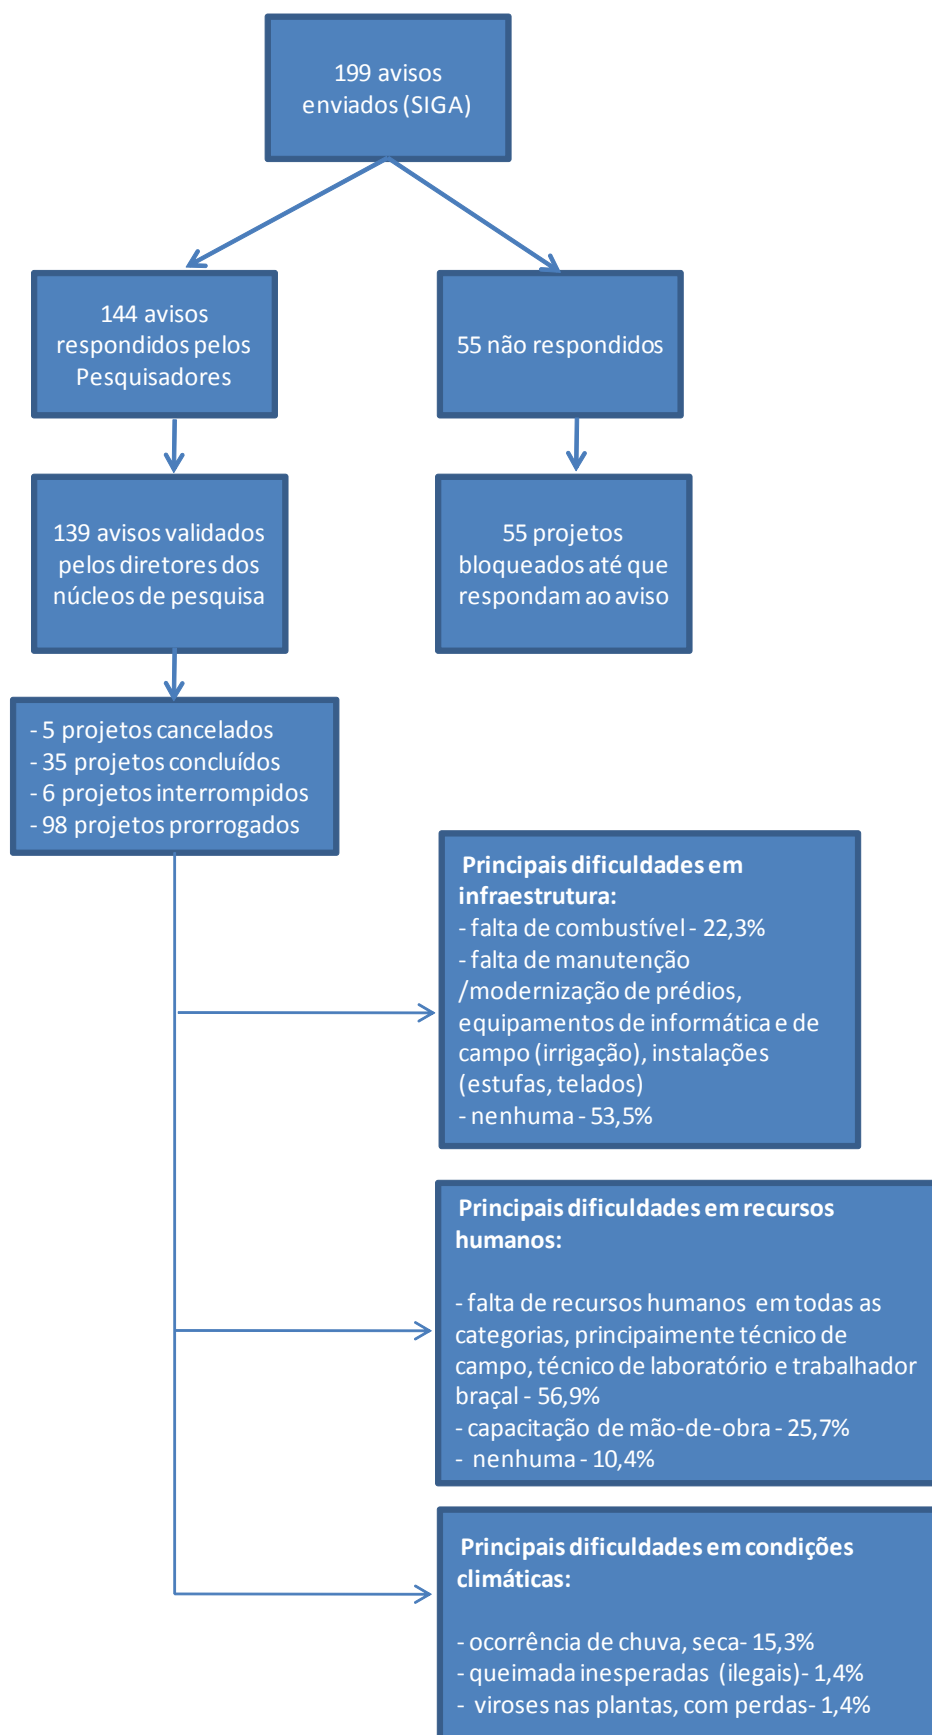 199 avisos
enviados (SIGA)
144 avisos
respondidos pelos
Pesquisadores
55 não respondidos
139 avisos validados
pelos diretores dos
núcleos de pesquisa
55 projetos
bloqueados até que
respondam ao aviso
- 5 projetos cancelados
- 35 projetos concluídos
- 6 projetos interrompidos
- 98 projetos prorrogados
Principais dificuldades em
infraestrutura:
- falta de combustível - 22,3%
- falta de manutenção
/modernização de prédios,
equipamentos de informática e de
campo (irrigação), instalações
(estufas, telados)
- nenhuma - 53,5%
Principais dificuldades em recursos
humanos:
- falta de recursos humanos em todas as
categorias, principaimente técnico de
campo, técnico de laboratório e trabalhador
braçal - 56,9%
- capacitação de mão-de-obra - 25,7%
- nenhuma - 10,4%
Principais dificuldades em condições
climáticas:
- ocorrência de chuva, seca- 15,3%
- queimada inesperadas (ilegais)- 1,4%
- viroses nas plantas, com perdas- 1,4%